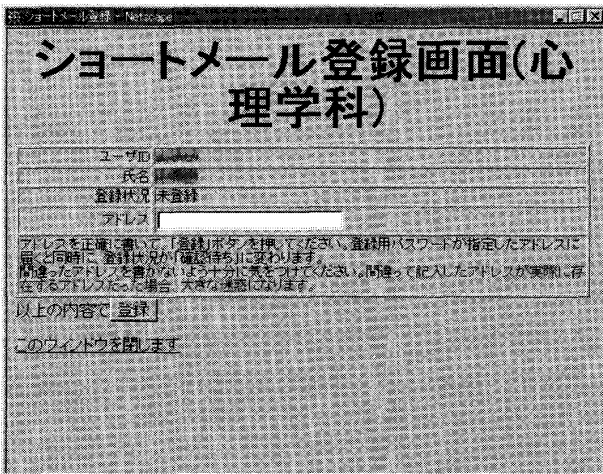 ショートメール登録 - Netscape
ショートメール登録画面(心
理学科)
ユーザID
氏名
登録状況 未登録
アドレス
アドレスを正確に書いて、「登録」ボタンを押してください。登録用パスワードが指定したアドレスに
届くと同時に、登録状況が「確認待ち」に変わります。
間違ったアドレスを書かないよう十分に気をつけてください。間違って記入したアドレスが実際に存
在するアドレスだった場合、大きな迷惑になります。
以上の内容で 登録
このウィンドウを閉じます